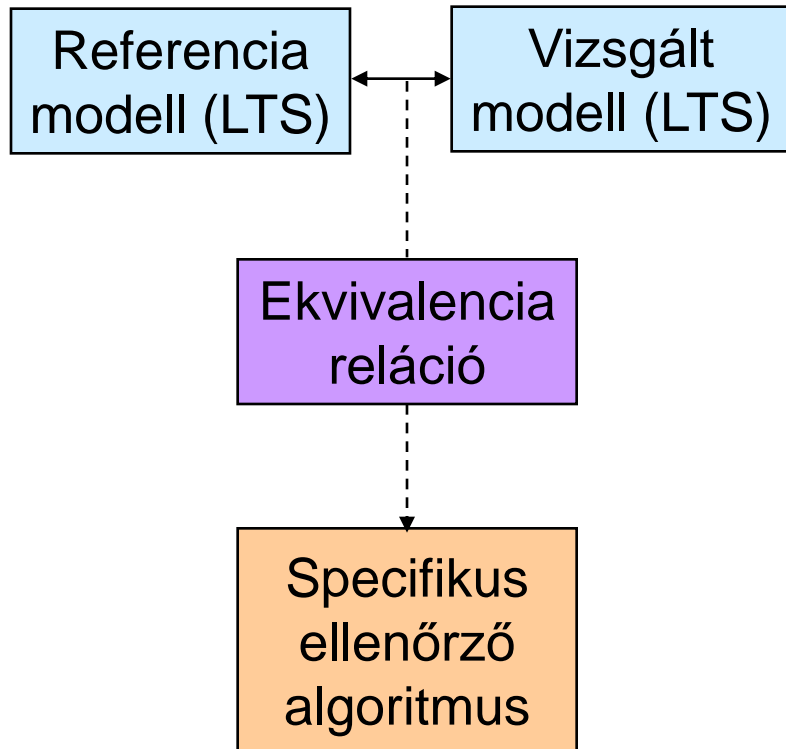 Referencia
modell (LTS)
Vizsgált
modell (LTS)
Ekvivalencia
reláció
Specifikus
ellenőrző
algoritmus